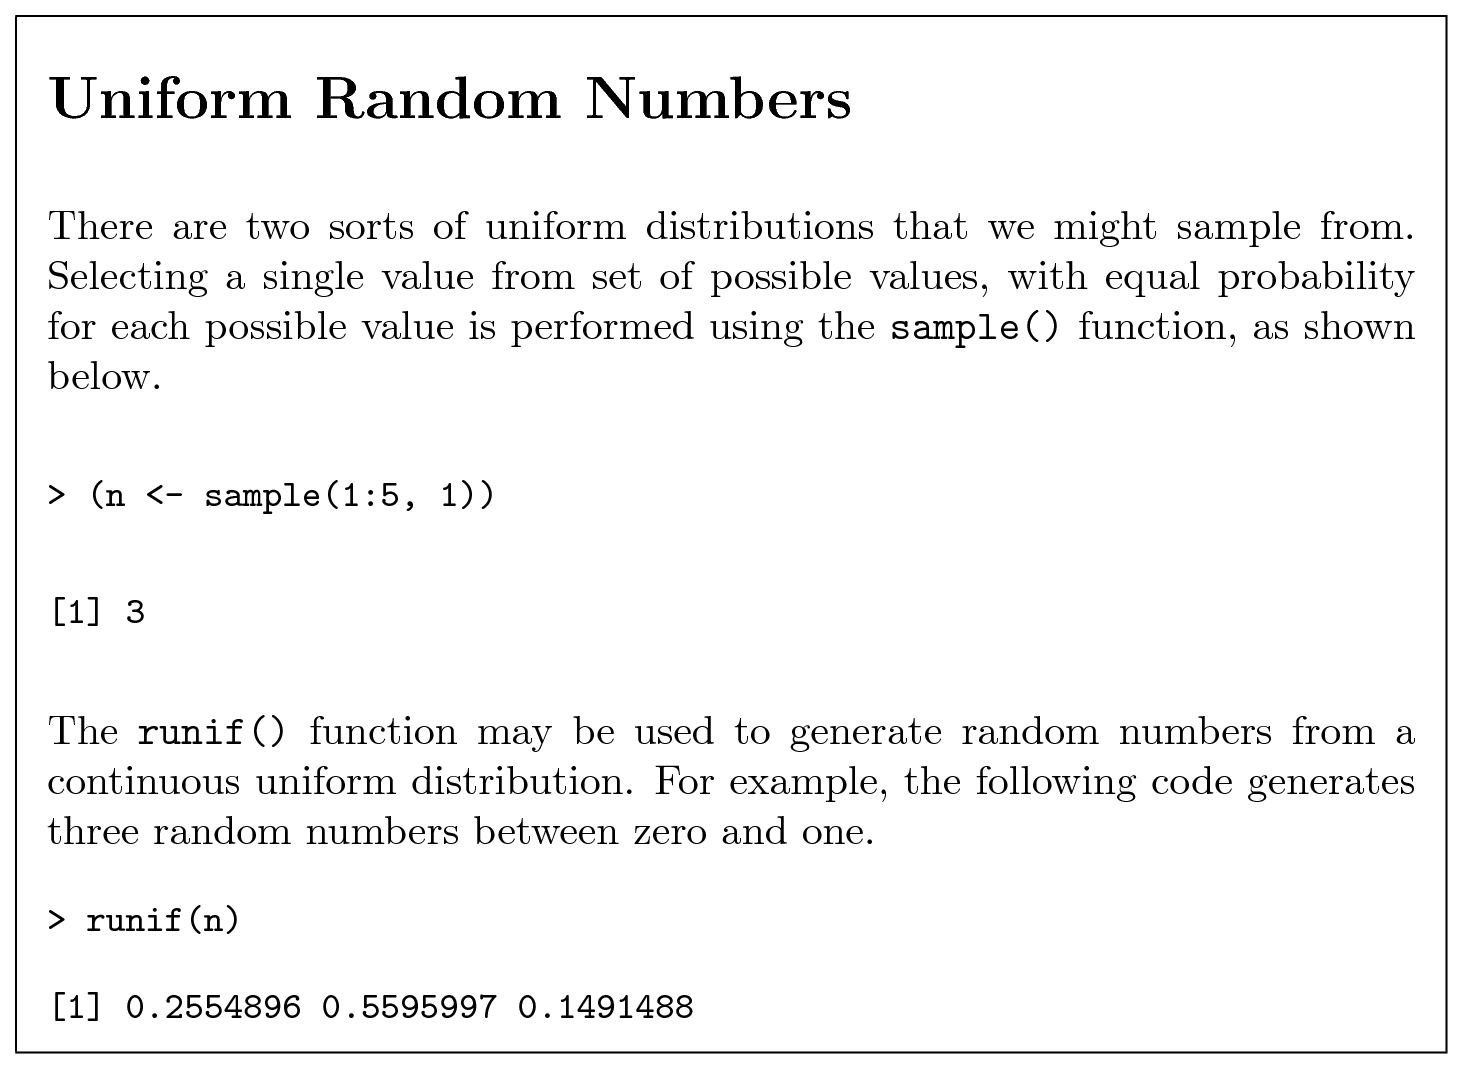 Uniform Random Numbers
There are two sorts of uniform distributions that we might sample from.
Selecting a single value from set of possible values, with equal probability
for each possible value is performed using the sample() function, as shown
below.
> (n <- sample(1:5, 1))
[1] 3
The runif() function may be used to generate random numbers from a
continuous uniform distribution. For example, the following code generates
three random numbers between zero and one.
> runif(n)
[1] 0.2554896 0.5595997 0.1491488